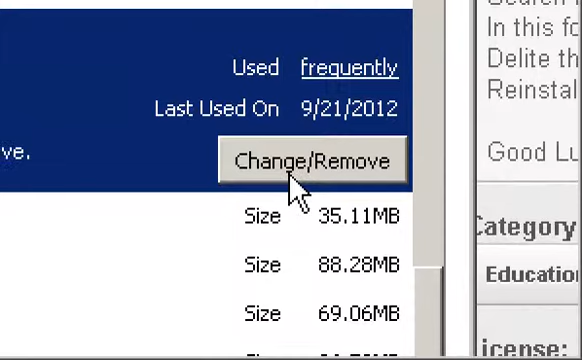 Used frequently
Last Used On 9/21/2012
ve.
Change/Remove
Size 35.11MB
Size 88.28MB
Size 69.06MB
In this fo
Delite th
Reinstal
Good Lu
Category
Education
icense: